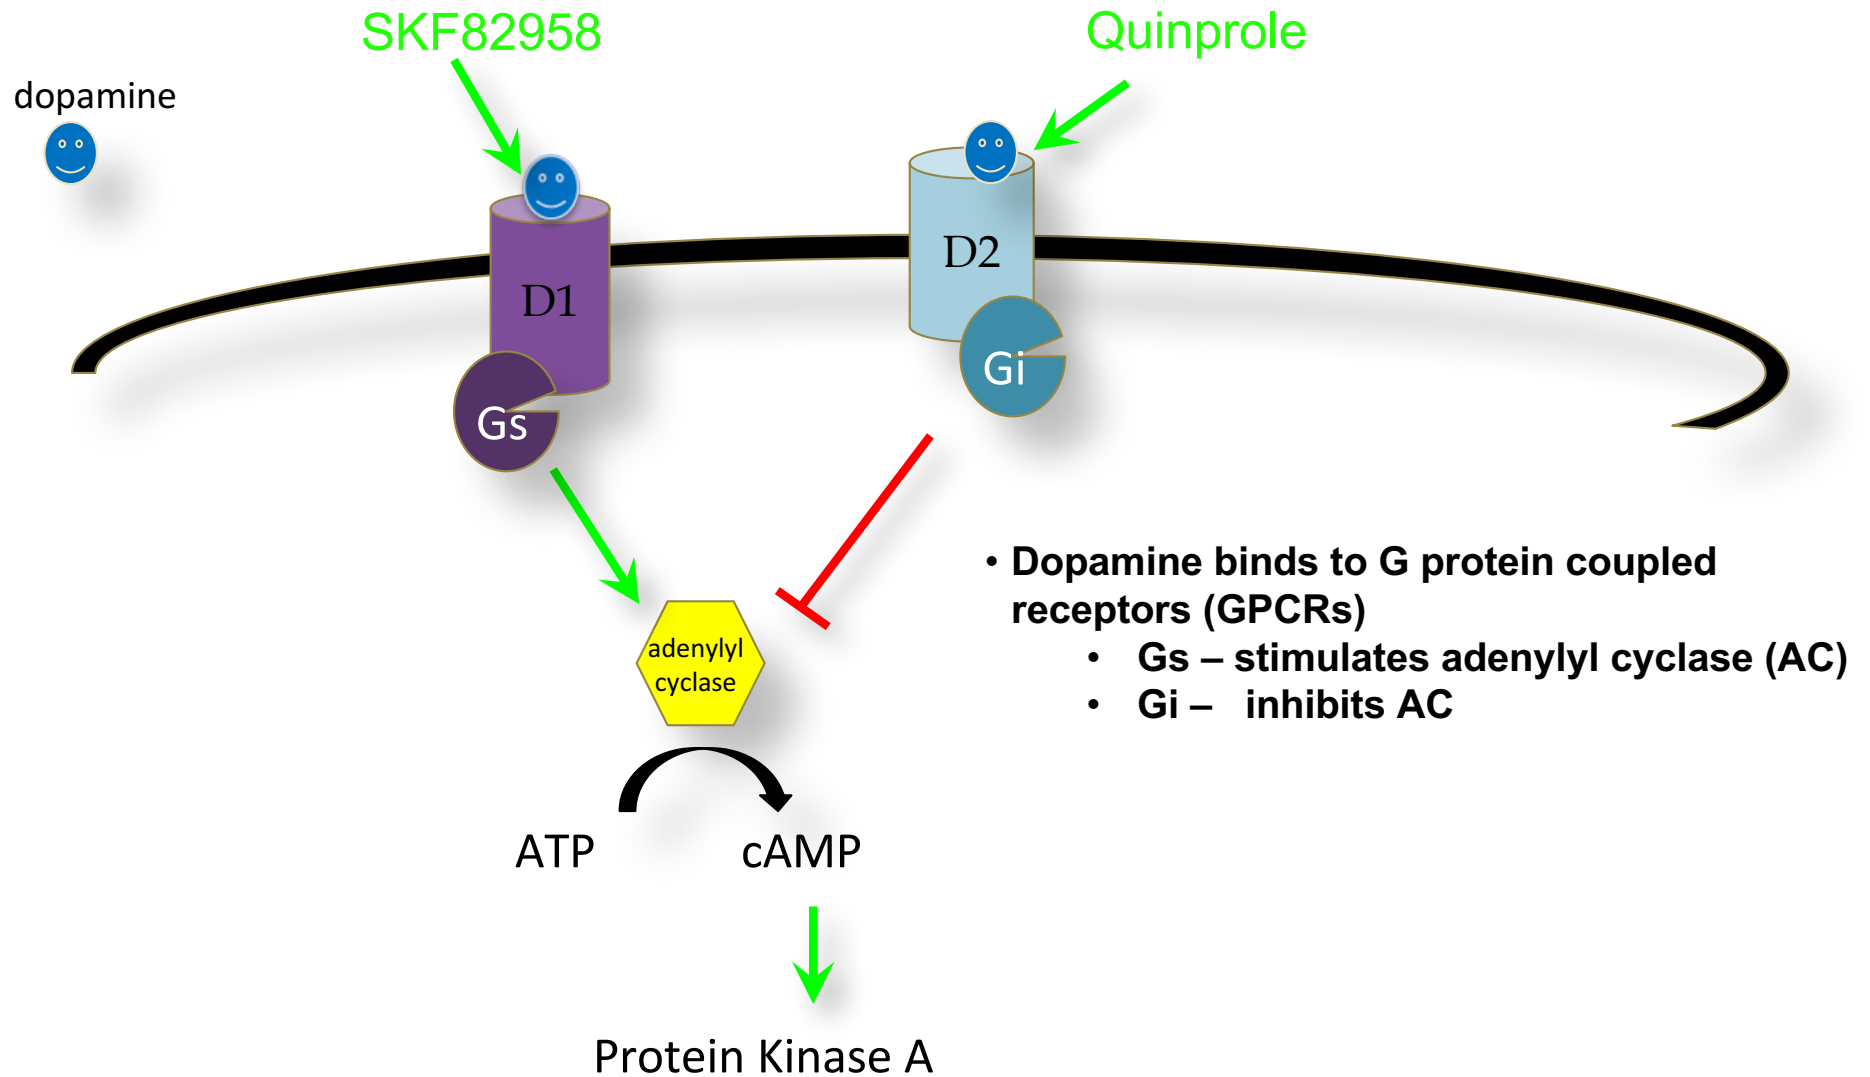 SKF82958
Quinprole
dopamine
D1
D2
Gs
Gi
adenylyl
cyclase
ATP
cAMP
Protein Kinase A
• Dopamine binds to G protein coupled
receptors (GPCRs)
• Gs – stimulates adenylyl cyclase (AC)
• Gi – inhibits AC